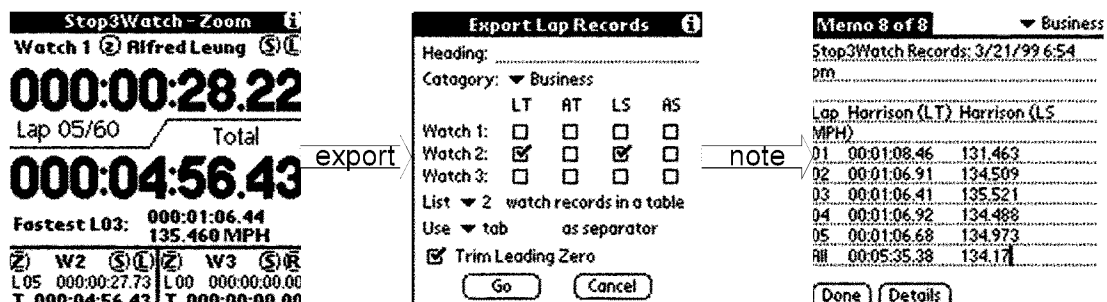 Stop3Watch - Zoom i
Watch 1 Z Alfred Leung S L
000:00:28.22
Lap 05/60 Total
000:04:56.43
Fastest L03: 000:01:06.44
135.460 MPH
Z W2 S L Z W3 S R
L05 000:00:27.73 L00 000:00:00.00
T 000:04:56.43 T 000:00:00.00
export
Export Lap Records i
Heading:
Catagory: Business
LT AT LS AS
Watch 1:
Watch 2:
Watch 3:
List 2 watch records in a table
Use tab as separator
Trim Leading Zero
Go Cancel
note
Memo 8 of 8 Business
Stop3Watch Records: 3/21/99 6:54
pm
Lap Harrison (LT) Harrison (LS
MPH)
01 00:01:08.46 131.463
02 00:01:06.91 134.509
03 00:01:06.41 135.521
04 00:01:06.92 134.488
05 00:01:06.68 134.973
All 00:05:35.38 134.17
Done Details